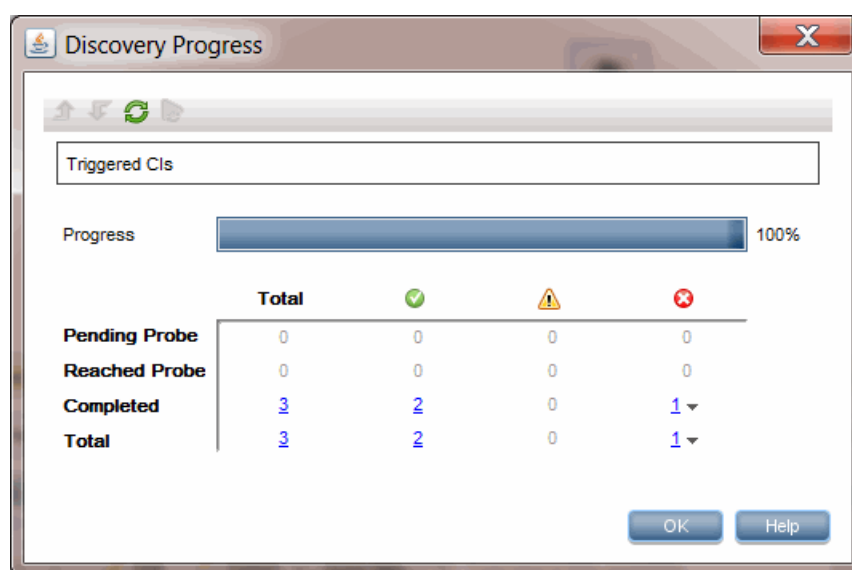 Discovery Progress
Triggered CIs
Progress 100%
Total
Pending Probe 0 0 0 0
Reached Probe 0 0 0 0
Completed 3 2 0 1
Total 3 2 0 1
OK Help